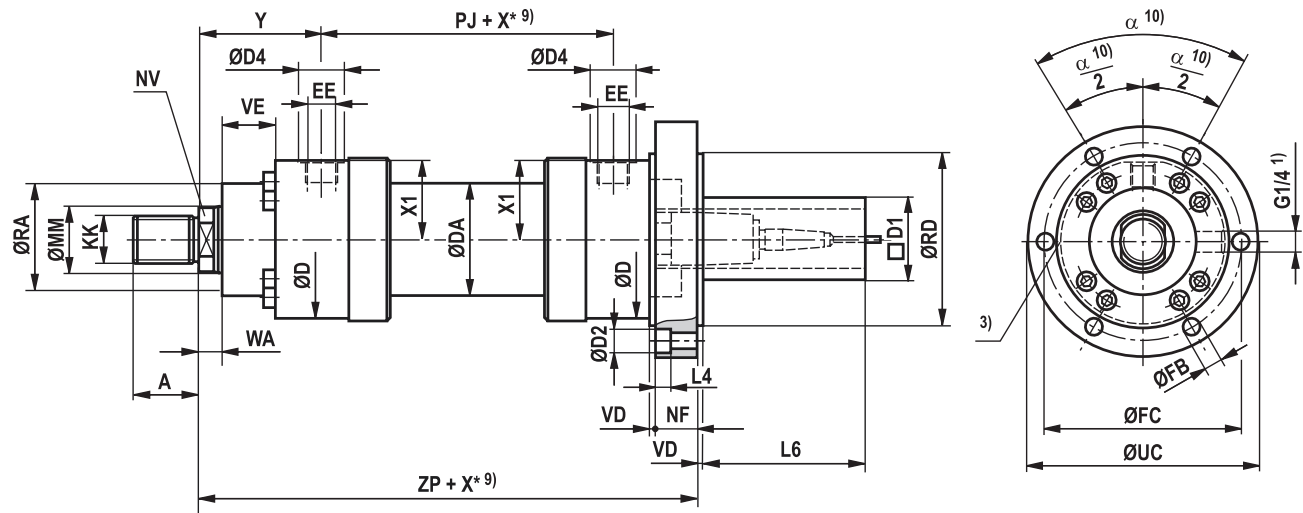 Y
PJ + X* 9)
α 10)
ØD4
ØD4
α 10)
2
α 10)
2
NV
EE
EE
VE
G1/4 1)
ØRA
ØMM
KK
X1
X1
ØDA
□ D1
ØRD
ØD
ØD
3)
WA
ØD2
A
L4
ØFB
VD
NF
ØFC
VD
L6
ØUC
ZP + X* 9)